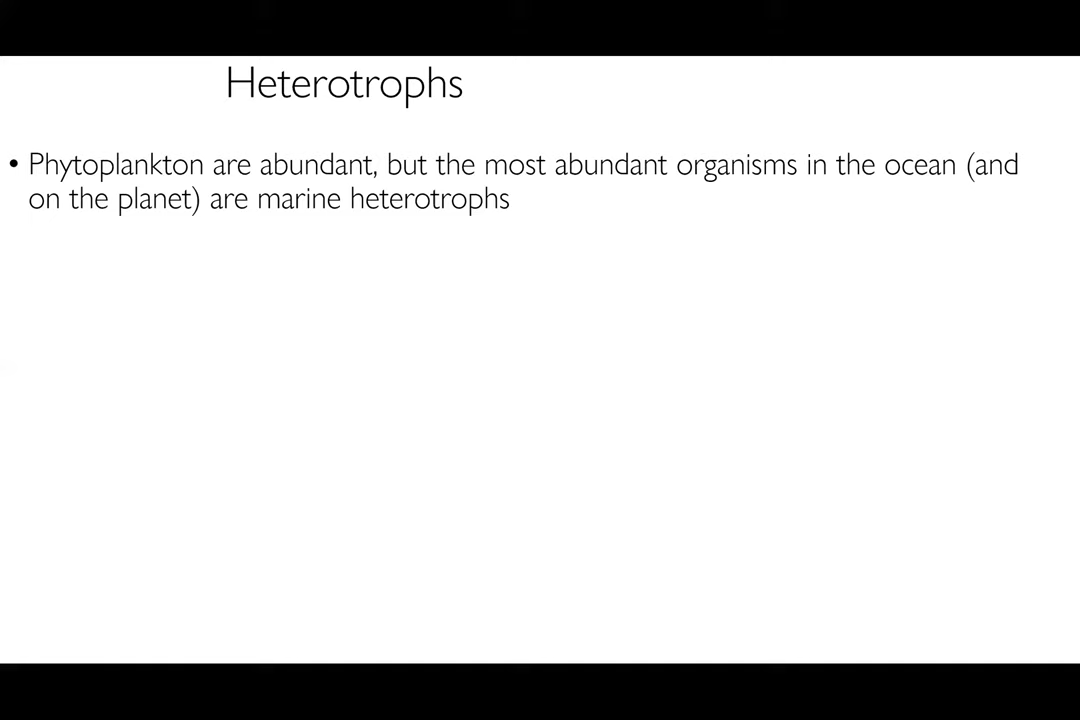 Heterotrophs
• Phytoplankton are abundant, but the most abundant organisms in the ocean (and
on the planet) are marine heterotrophs